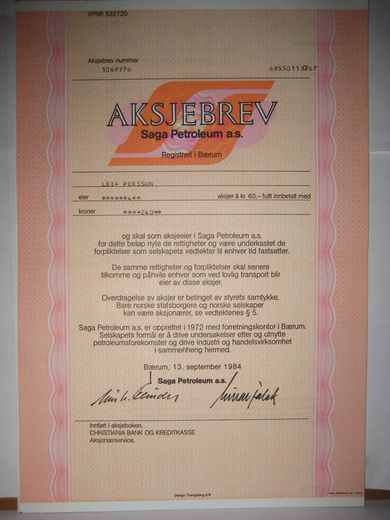 VPNR 532720
Aksjebrev nummer
1069776
AKSJEBREV
Saga Petroleum a.s.
Registrert i Bærum
LEIF PERSSON
eier ******4** aksjer à kr. 60,– fullt innbetalt med
kroner ****240**
og skal som aksjeeier i Saga Petroleum a.s.
for dette beløp nyte de rettigheter og være underkastet de
forpliktelser som selskapets vedtekter til enhver tid fastsetter.
De samme rettigheter og forpliktelser skal senere
tilkomme og påhvile enhver som ved lovlig transport blir
eier av disse aksjer.
Overdragelse av aksjer er betinget av styrets samtykke.
Bare norske statsborgere og norske selskaper
kan være aksjonærer, se vedtektenes § 5.
Saga Petroleum a.s. er opprettet i 1972 med forretningskontor i Bærum.
Selskapets formål er å drive undersøkelser etter og utnytte
petroleumsforekomster og drive industri og handelsvirksomhet
i sammenheng hermed.
Bærum, 13. september 1984
Saga Petroleum a.s.
Innført i aksjeboken.
CHRISTIANIA BANK OG KREDITKASSE
Aksjonærservice.